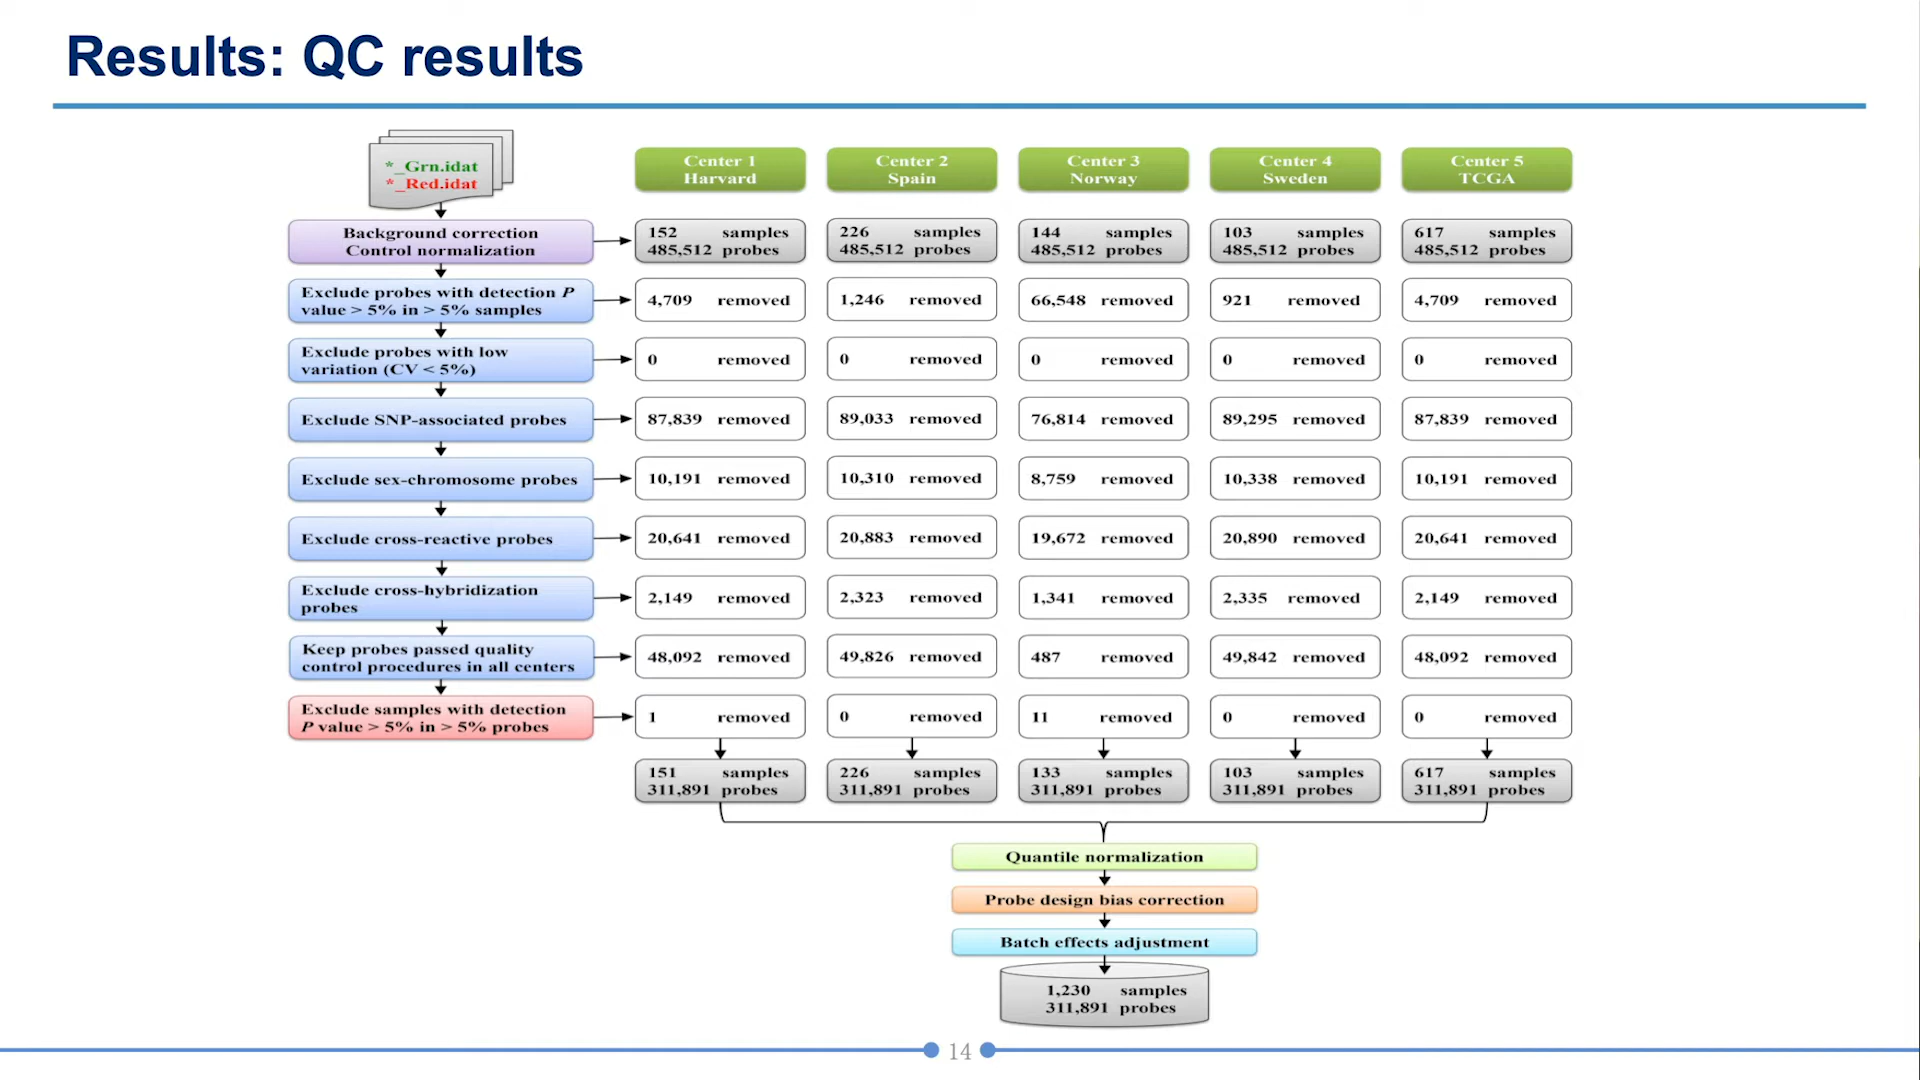 Results: QC results
*_Grn.idat
*_Red.idat
Center 1
Harvard
Center 2
Spain
Center 3
Norway
Center 4
Sweden
Center 5
TCGA
Background correction
Control normalization
152 samples
485,512 probes
226 samples
485,512 probes
144 samples
485,512 probes
103 samples
485,512 probes
617 samples
485,512 probes
Exclude probes with detection P
value > 5% in > 5% samples
4,709 removed
1,246 removed
66,548 removed
921 removed
4,709 removed
Exclude probes with low
variation (CV < 5%)
0 removed
0 removed
0 removed
0 removed
0 removed
Exclude SNP-associated probes
87,839 removed
89,033 removed
76,814 removed
89,295 removed
87,839 removed
Exclude sex-chromosome probes
10,191 removed
10,310 removed
8,759 removed
10,338 removed
10,191 removed
Exclude cross-reactive probes
20,641 removed
20,883 removed
19,672 removed
20,890 removed
20,641 removed
Exclude cross-hybridization
probes
2,149 removed
2,323 removed
1,341 removed
2,335 removed
2,149 removed
Keep probes passed quality
control procedures in all centers
48,092 removed
49,826 removed
487 removed
49,842 removed
48,092 removed
Exclude samples with detection
P value > 5% in > 5% probes
1 removed
0 removed
11 removed
0 removed
0 removed
151 samples
311,891 probes
226 samples
311,891 probes
133 samples
311,891 probes
103 samples
311,891 probes
617 samples
311,891 probes
Quantile normalization
Probe design bias correction
Batch effects adjustment
1,230 samples
311,891 probes
14